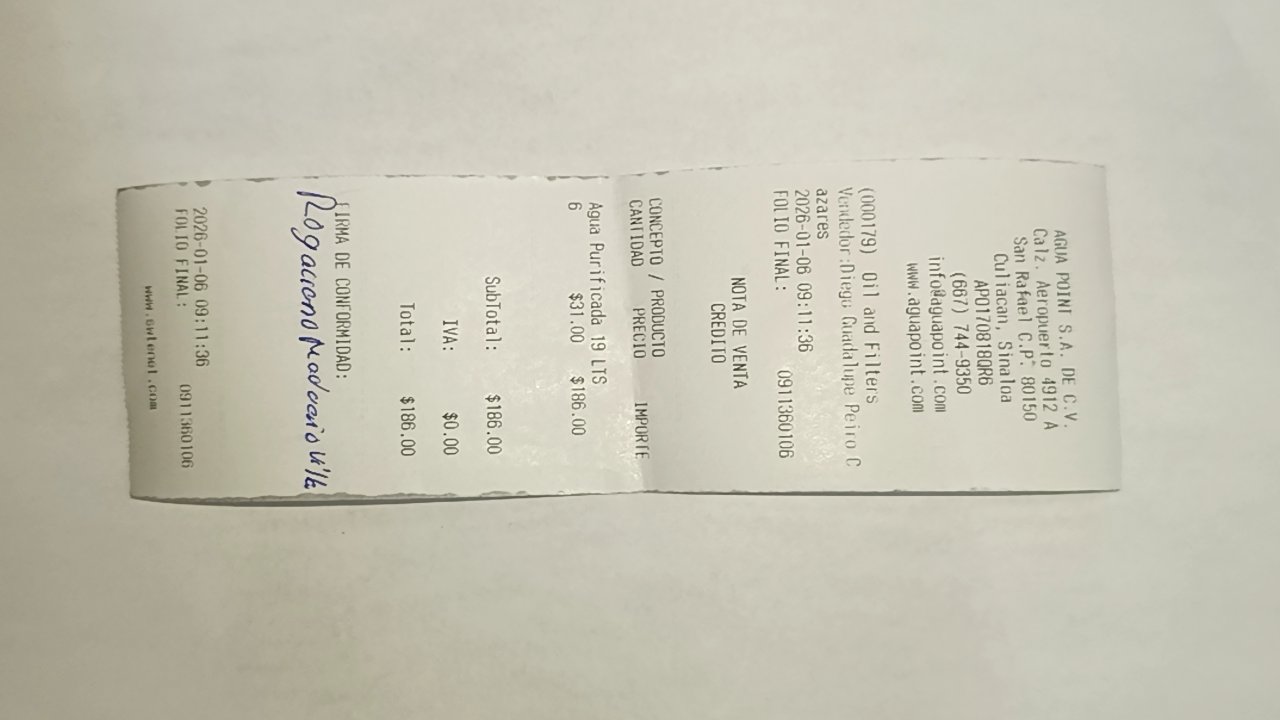 AGUA POINT S.A. DE C.V.
Calz. Aeropuerto 4912 A
San Rafael C.P. 80150
Culiacan, Sinaloa
APO1708180R6
(667) 744-9350
info@aguapoint.com
www.aguapoint.com
(000179) Oil and Filters
Vendedor:Diego Guadalupe Peiro C
azares
2026-01-06 09:11:36
FOLIO FINAL: 0911360106
NOTA DE VENTA
CREDITO
CONCEPTO / PRODUCTO
CANTIDAD PRECIO IMPORTE
Agua Purificada 19 LTS
6 $31.00 $186.00
SubTotal: $186.00
IVA: $0.00
Total: $186.00
FIRMA DE CONFORMIDAD:
2026-01-06 09:11:36
FOLIO FINAL: 0911360106